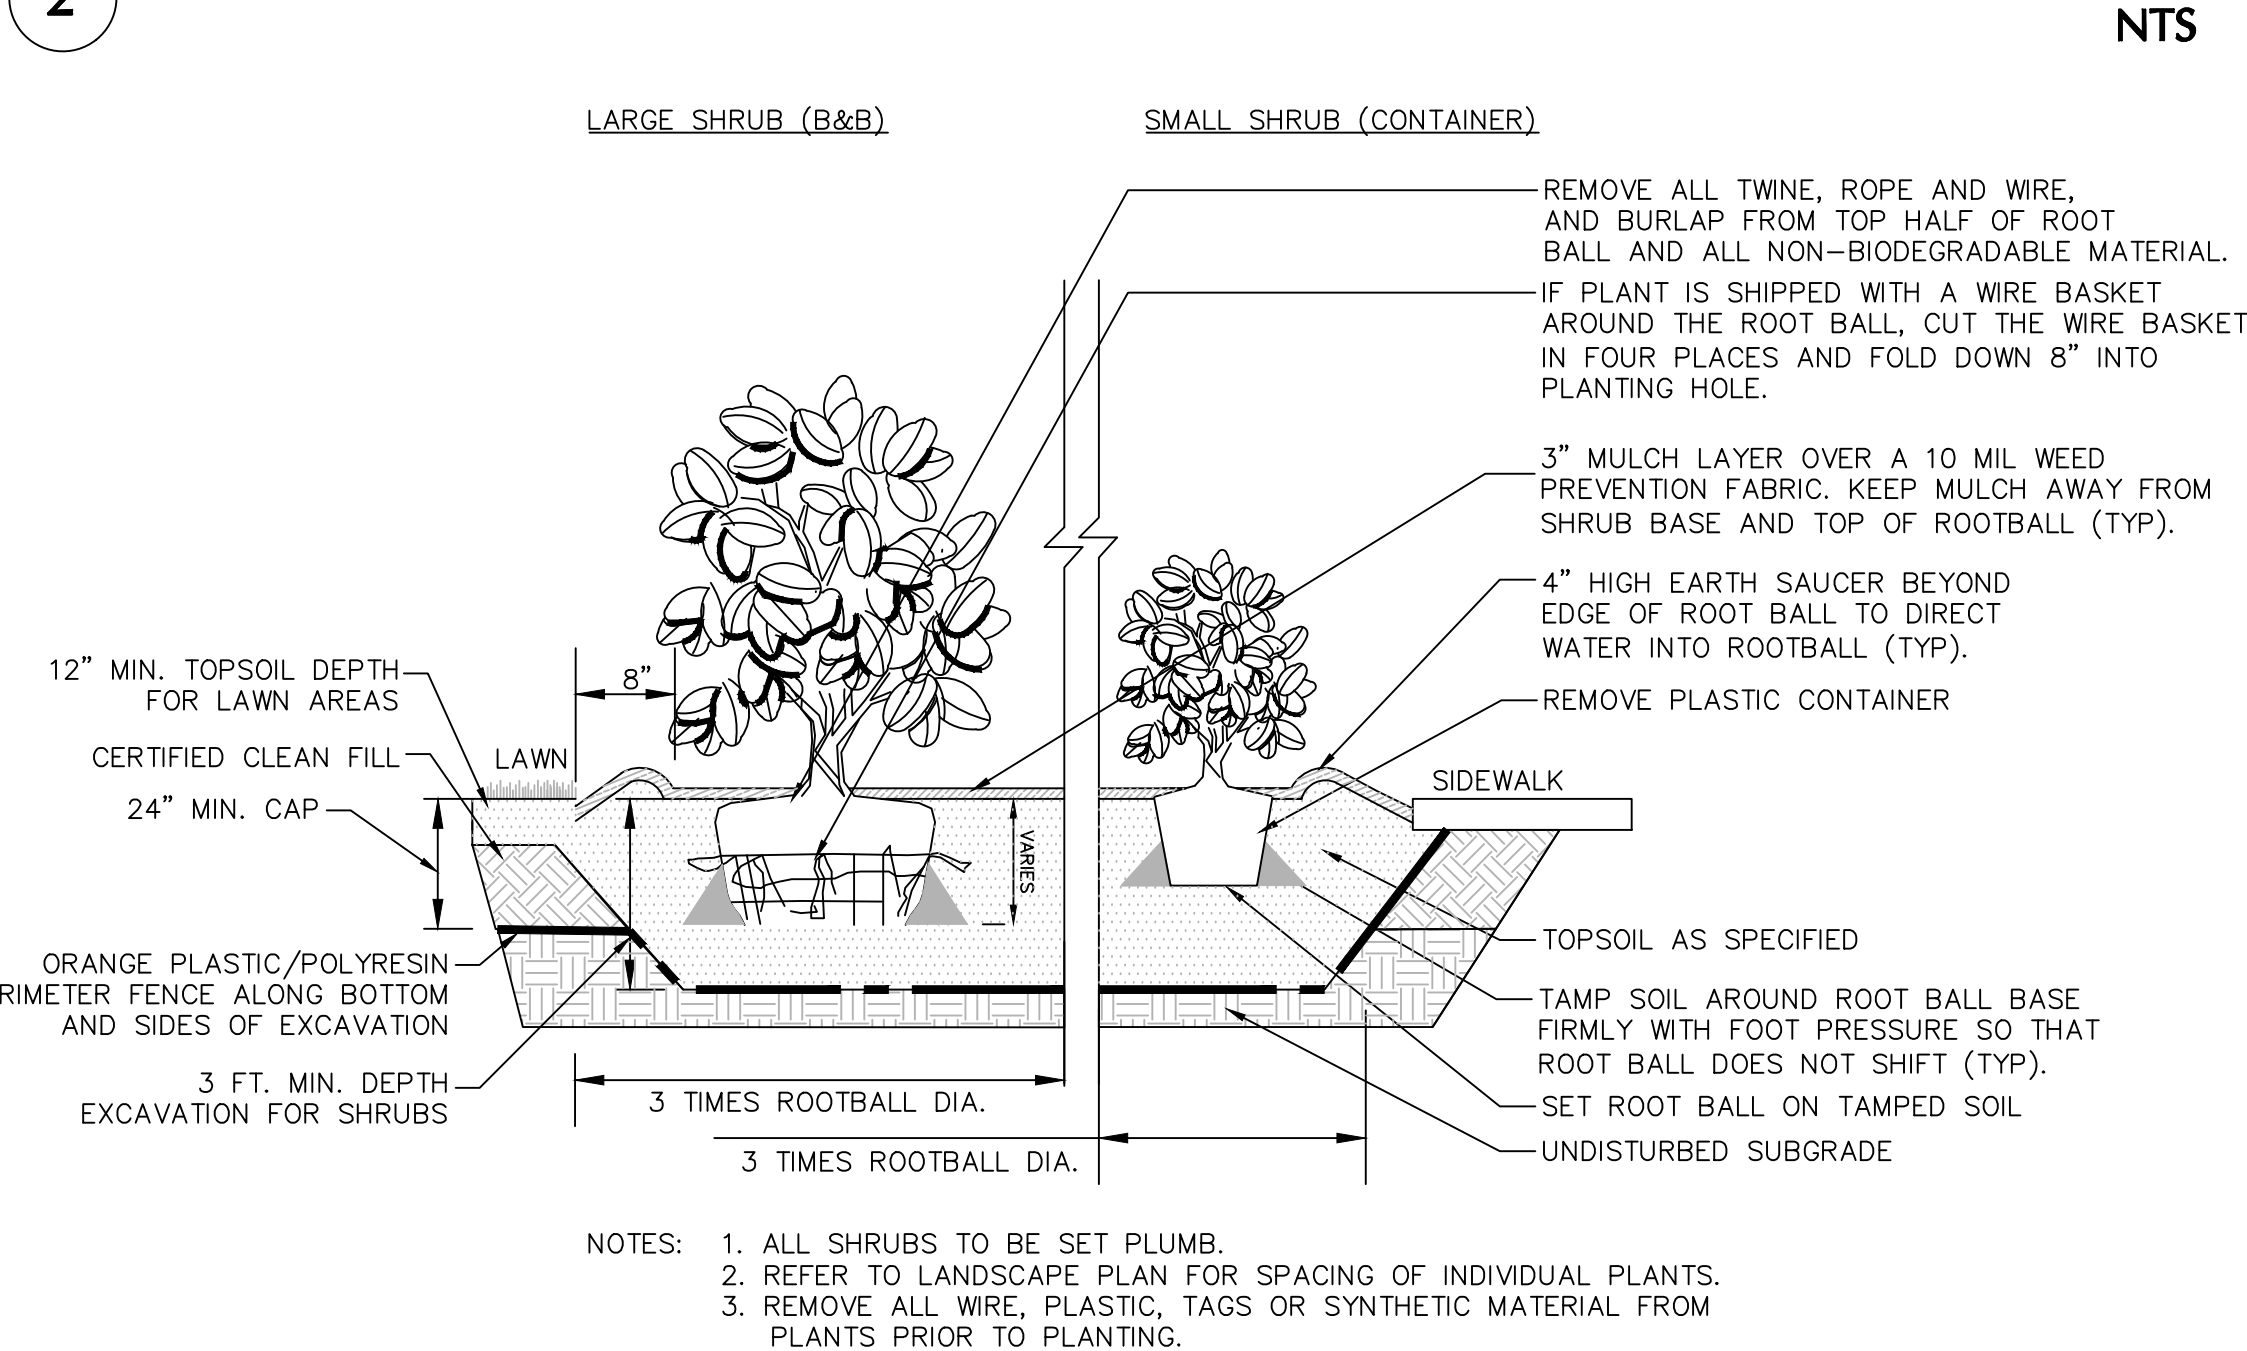 2
NTS
LARGE SHRUB (B&B)
SMALL SHRUB (CONTAINER)
REMOVE ALL TWINE, ROPE AND WIRE,
AND BURLAP FROM TOP HALF OF ROOT
BALL AND ALL NON-BIODEGRADABLE MATERIAL.
IF PLANT IS SHIPPED WITH A WIRE BASKET
AROUND THE ROOT BALL, CUT THE WIRE BASKET
IN FOUR PLACES AND FOLD DOWN 8" INTO
PLANTING HOLE.
3" MULCH LAYER OVER A 10 MIL WEED
PREVENTION FABRIC. KEEP MULCH AWAY FROM
SHRUB BASE AND TOP OF ROOTBALL (TYP).
4" HIGH EARTH SAUCER BEYOND
EDGE OF ROOT BALL TO DIRECT
WATER INTO ROOTBALL (TYP).
REMOVE PLASTIC CONTAINER
SIDEWALK
12" MIN. TOPSOIL DEPTH
FOR LAWN AREAS
8"
CERTIFIED CLEAN FILL
LAWN
24" MIN. CAP
VARIES
ORANGE PLASTIC/POLYRESIN
RIMETER FENCE ALONG BOTTOM
AND SIDES OF EXCAVATION
3 FT. MIN. DEPTH
EXCAVATION FOR SHRUBS
TOPSOIL AS SPECIFIED
TAMP SOIL AROUND ROOT BALL BASE
FIRMLY WITH FOOT PRESSURE SO THAT
ROOT BALL DOES NOT SHIFT (TYP).
SET ROOT BALL ON TAMPED SOIL
UNDISTURBED SUBGRADE
3 TIMES ROOTBALL DIA.
3 TIMES ROOTBALL DIA.
NOTES: 1. ALL SHRUBS TO BE SET PLUMB.
2. REFER TO LANDSCAPE PLAN FOR SPACING OF INDIVIDUAL PLANTS.
3. REMOVE ALL WIRE, PLASTIC, TAGS OR SYNTHETIC MATERIAL FROM
PLANTS PRIOR TO PLANTING.